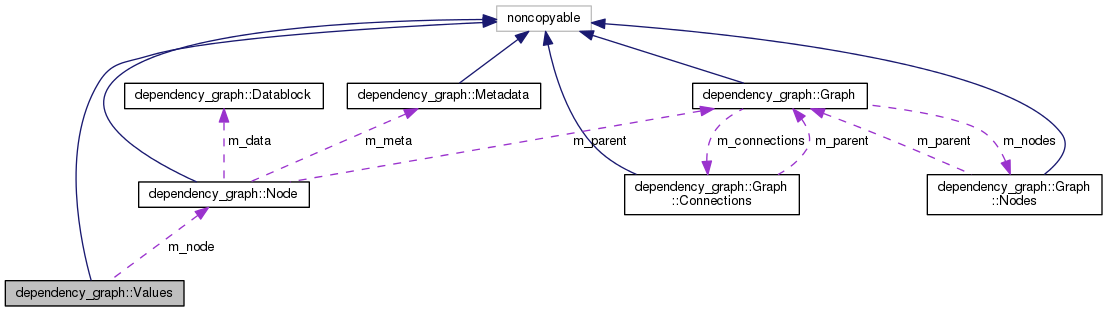 noncopyable
dependency_graph::Datablock
dependency_graph::Metadata
dependency_graph::Graph
m_data
m_meta
m_parent
m_connections
m_parent
m_parent
m_nodes
dependency_graph::Node
dependency_graph::Graph
::Connections
dependency_graph::Graph
::Nodes
m_node
dependency_graph::Values